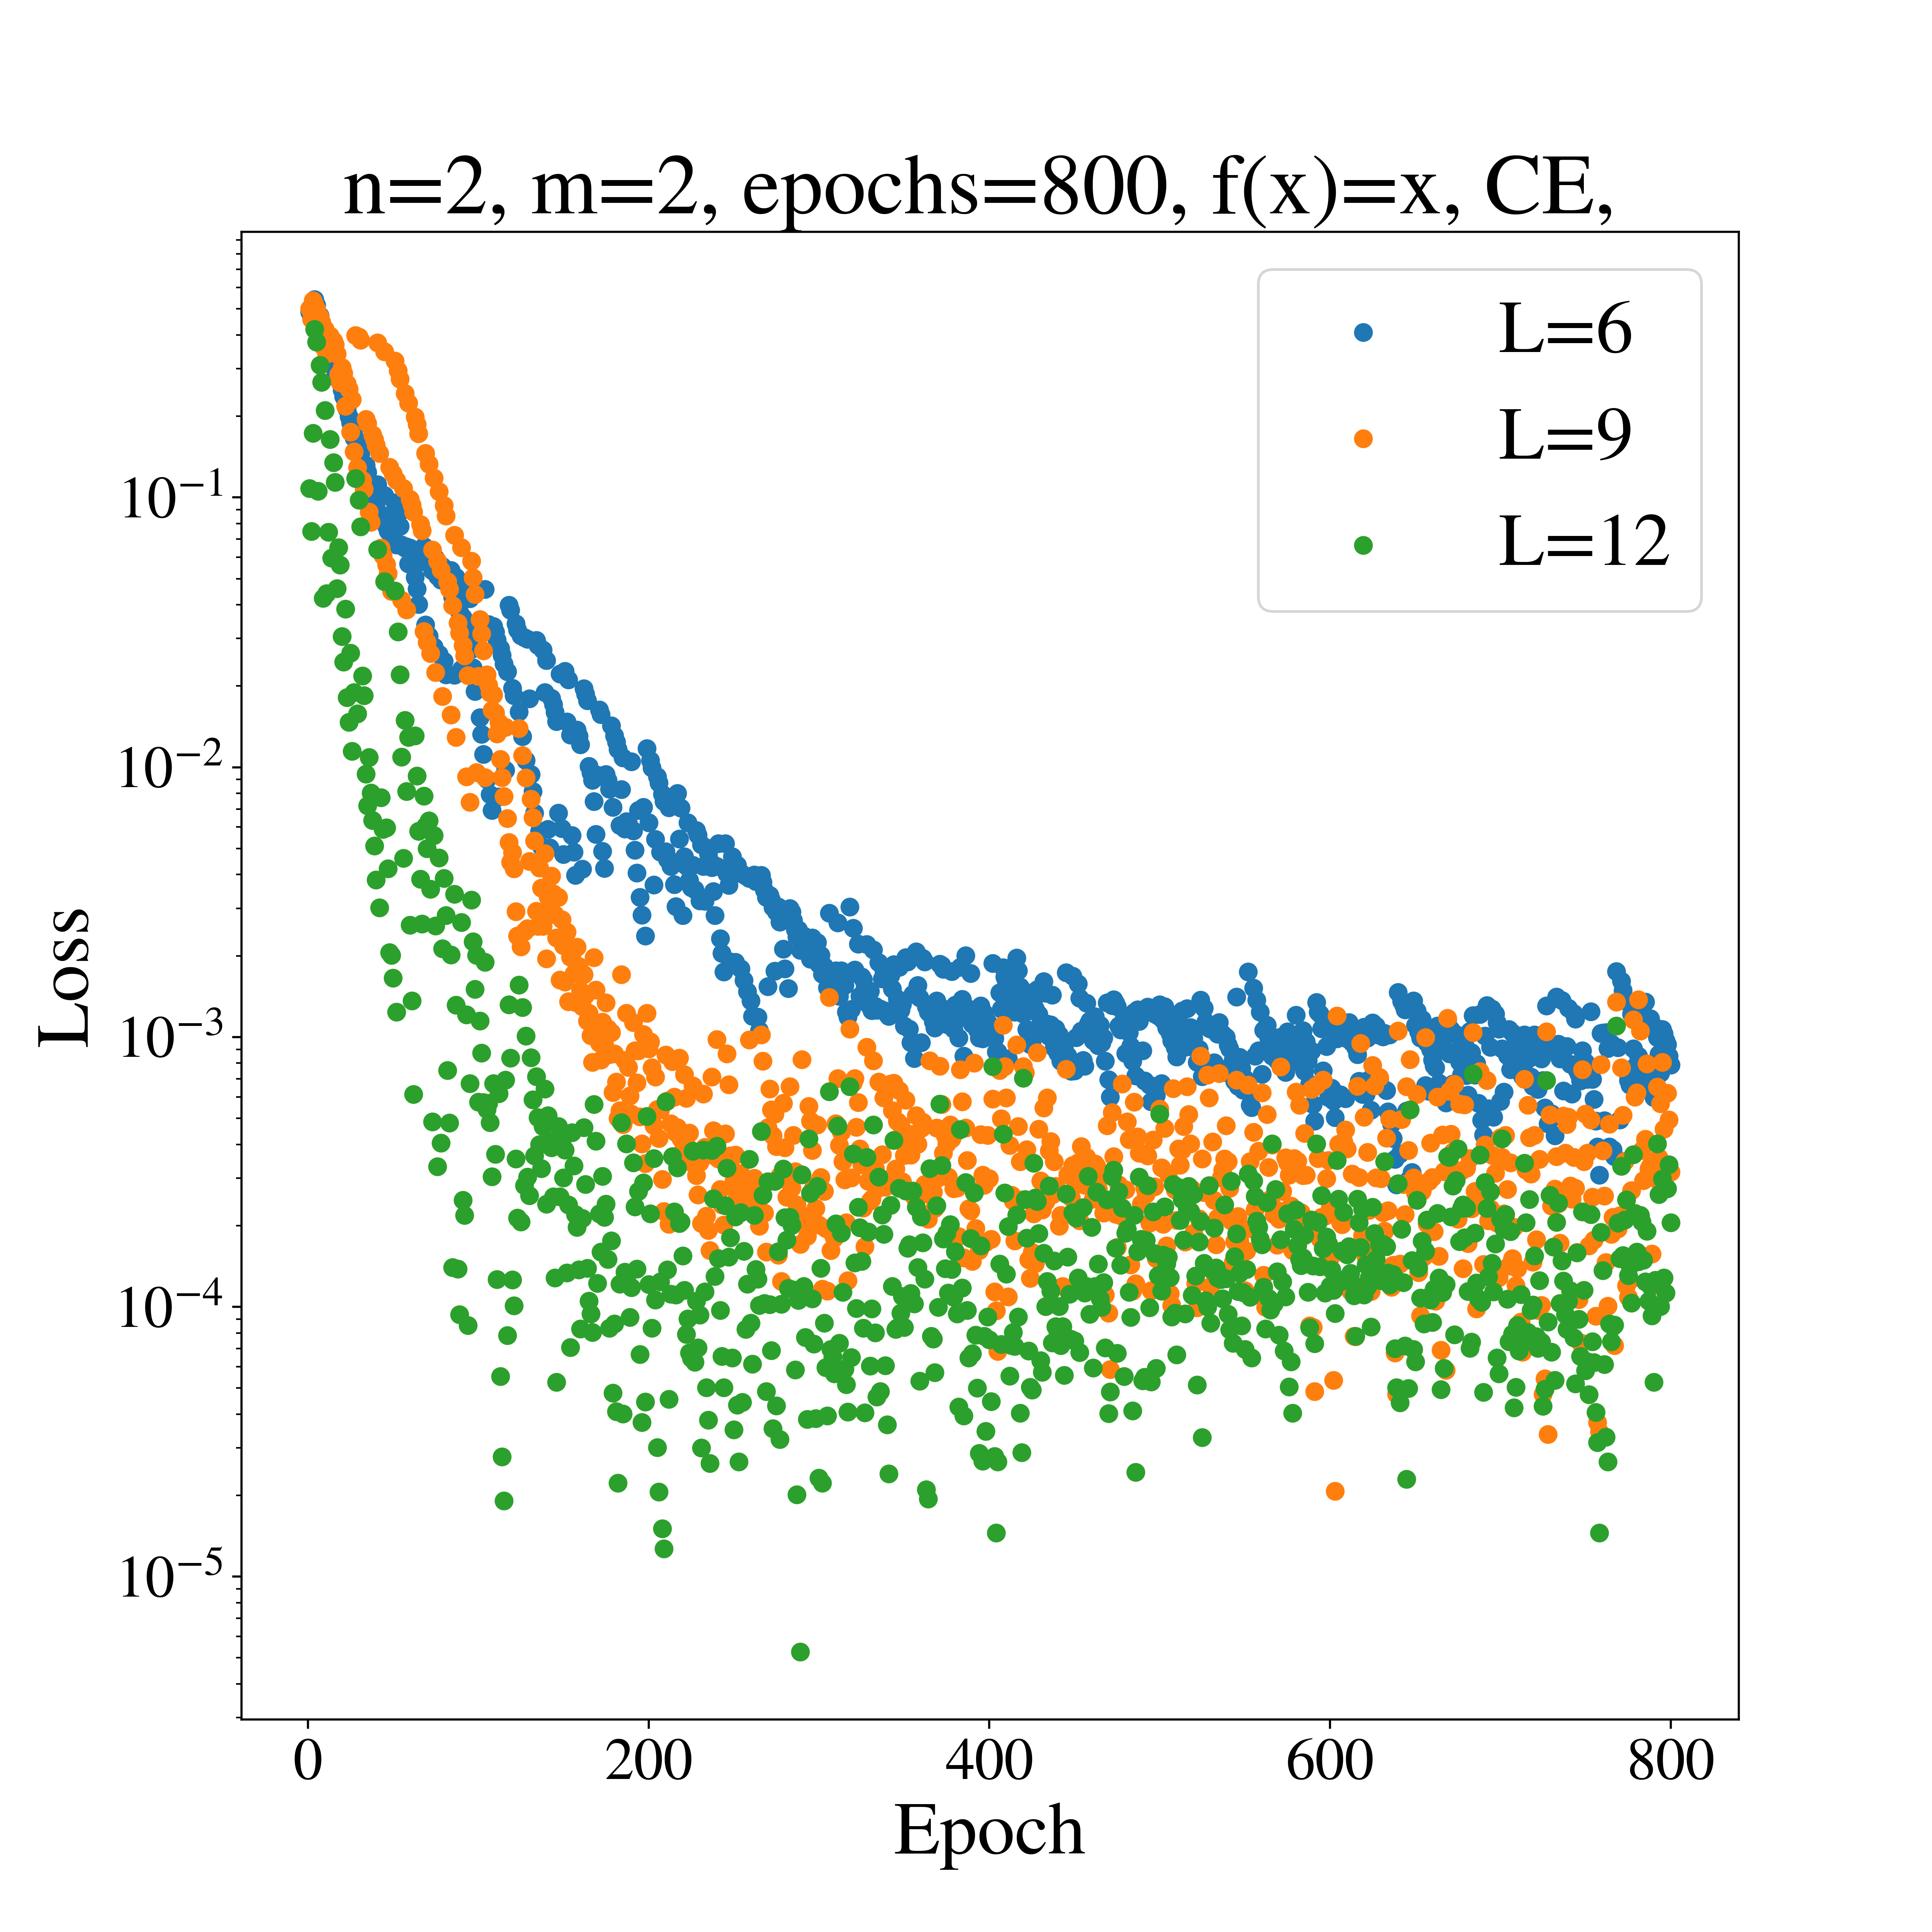 n=2, m=2, epochs=800, f(x)=x, CE,
L=6
L=9
L=12
10⁻¹
10⁻²
10⁻³
10⁻⁴
10⁻⁵
Loss
0 200 400 600 800
Epoch